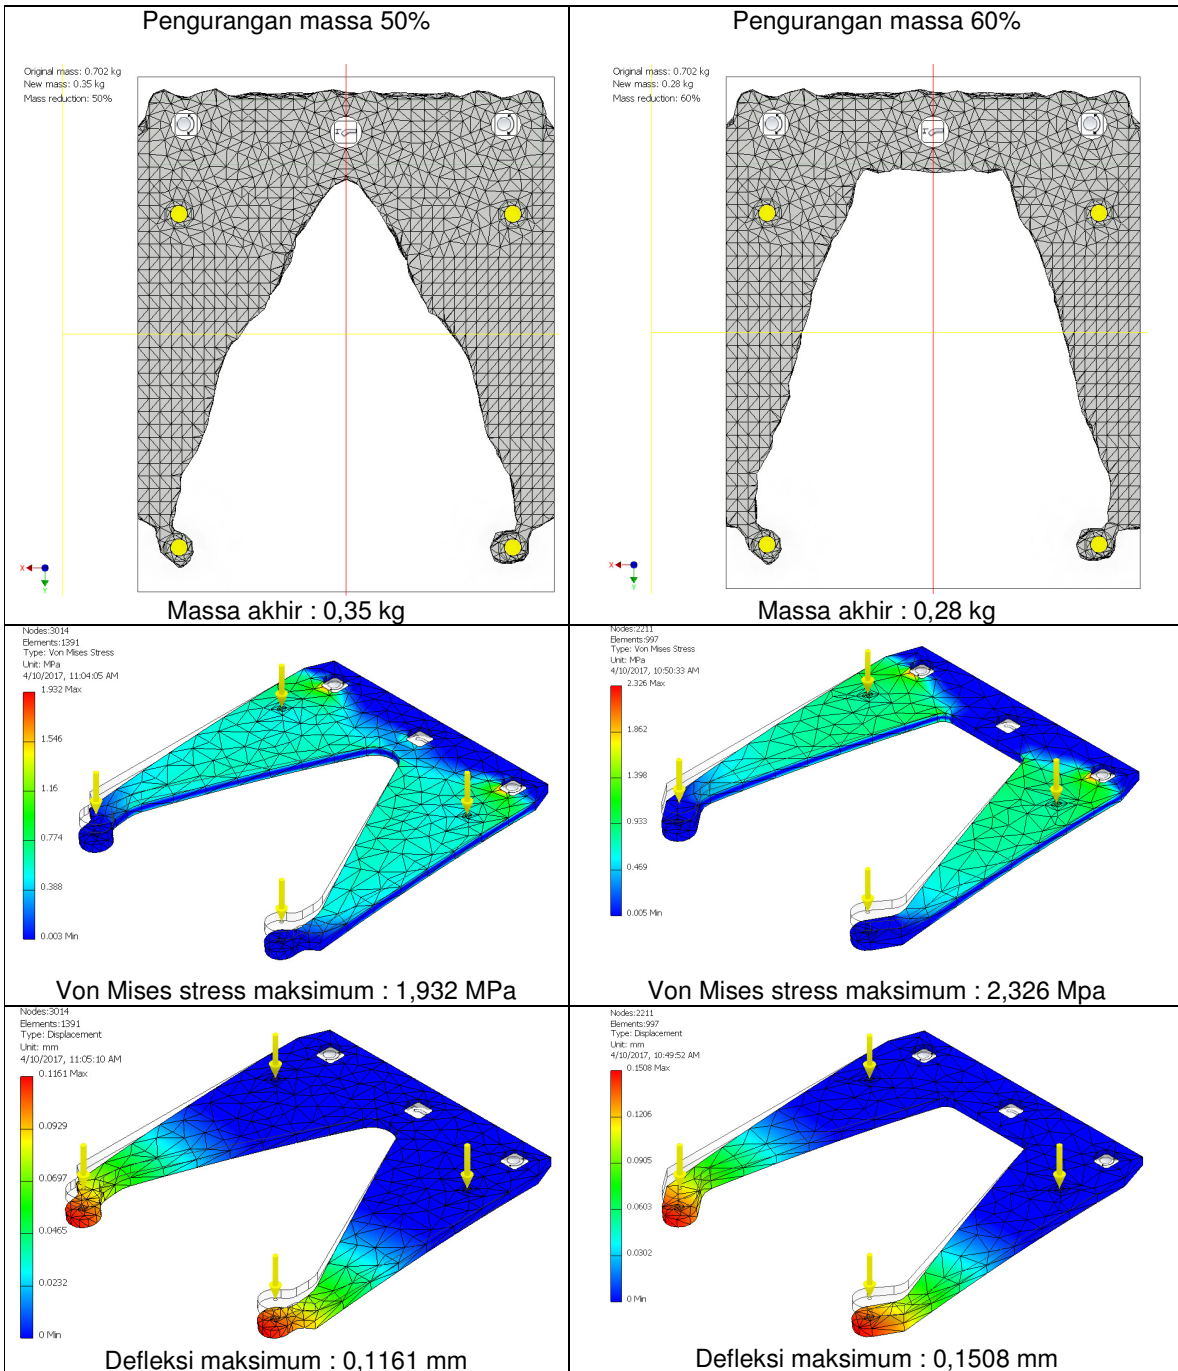 Pengurangan massa 50%
Original mass: 0.702 kg
New mass: 0.35 kg
Mass reduction: 50%
X
Y
Massa akhir : 0,35 kg
Pengurangan massa 60%
Original mass: 0.702 kg
New mass: 0.28 kg
Mass reduction: 60%
X
Y
Massa akhir : 0,28 kg
Nodes:3014
Elements:1391
Type: Von Mises Stress
Unit: MPa
4/10/2017, 11:04:05 AM
1.932 Max
1.546
1.16
0.774
0.388
0.003 Min
Von Mises stress maksimum : 1,932 MPa
Nodes:2211
Elements:997
Type: Von Mises Stress
Unit: MPa
4/10/2017, 10:50:33 AM
2.326 Max
1.862
1.398
0.933
0.469
0.005 Min
Von Mises stress maksimum : 2,326 Mpa
Nodes:3014
Elements:1391
Type: Displacement
Unit: mm
4/10/2017, 11:05:10 AM
0.1161 Max
0.0929
0.0697
0.0465
0.0232
0 Min
Defleksi maksimum : 0,1161 mm
Nodes:2211
Elements:997
Type: Displacement
Unit: mm
4/10/2017, 10:49:52 AM
0.1508 Max
0.1206
0.0905
0.0603
0.0302
0 Min
Defleksi maksimum : 0,1508 mm